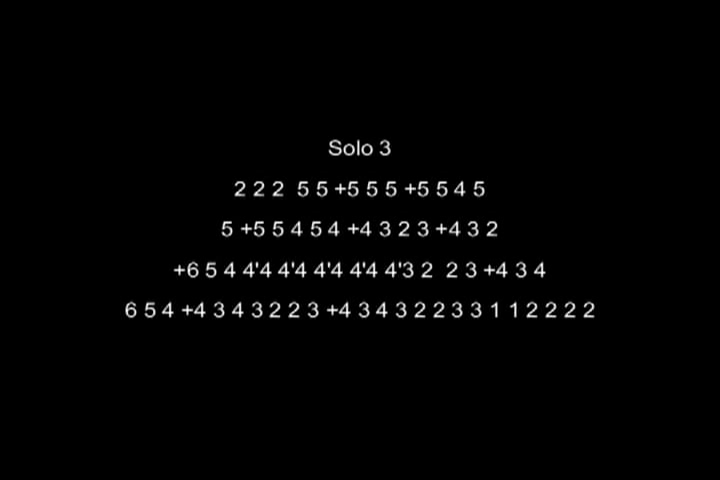 Solo 3
2 2 2  5 5 +5 5 5 +5 5 4 5
5 +5 5 4 5 4 +4 3 2 3 +4 3 2
+6 5 4 4'4 4'4 4'4 4'4 4'3 2  2 3 +4 3 4
6 5 4 +4 3 4 3 2 2 3 +4 3 4 3 2 2 3 3 1 1 2 2 2 2